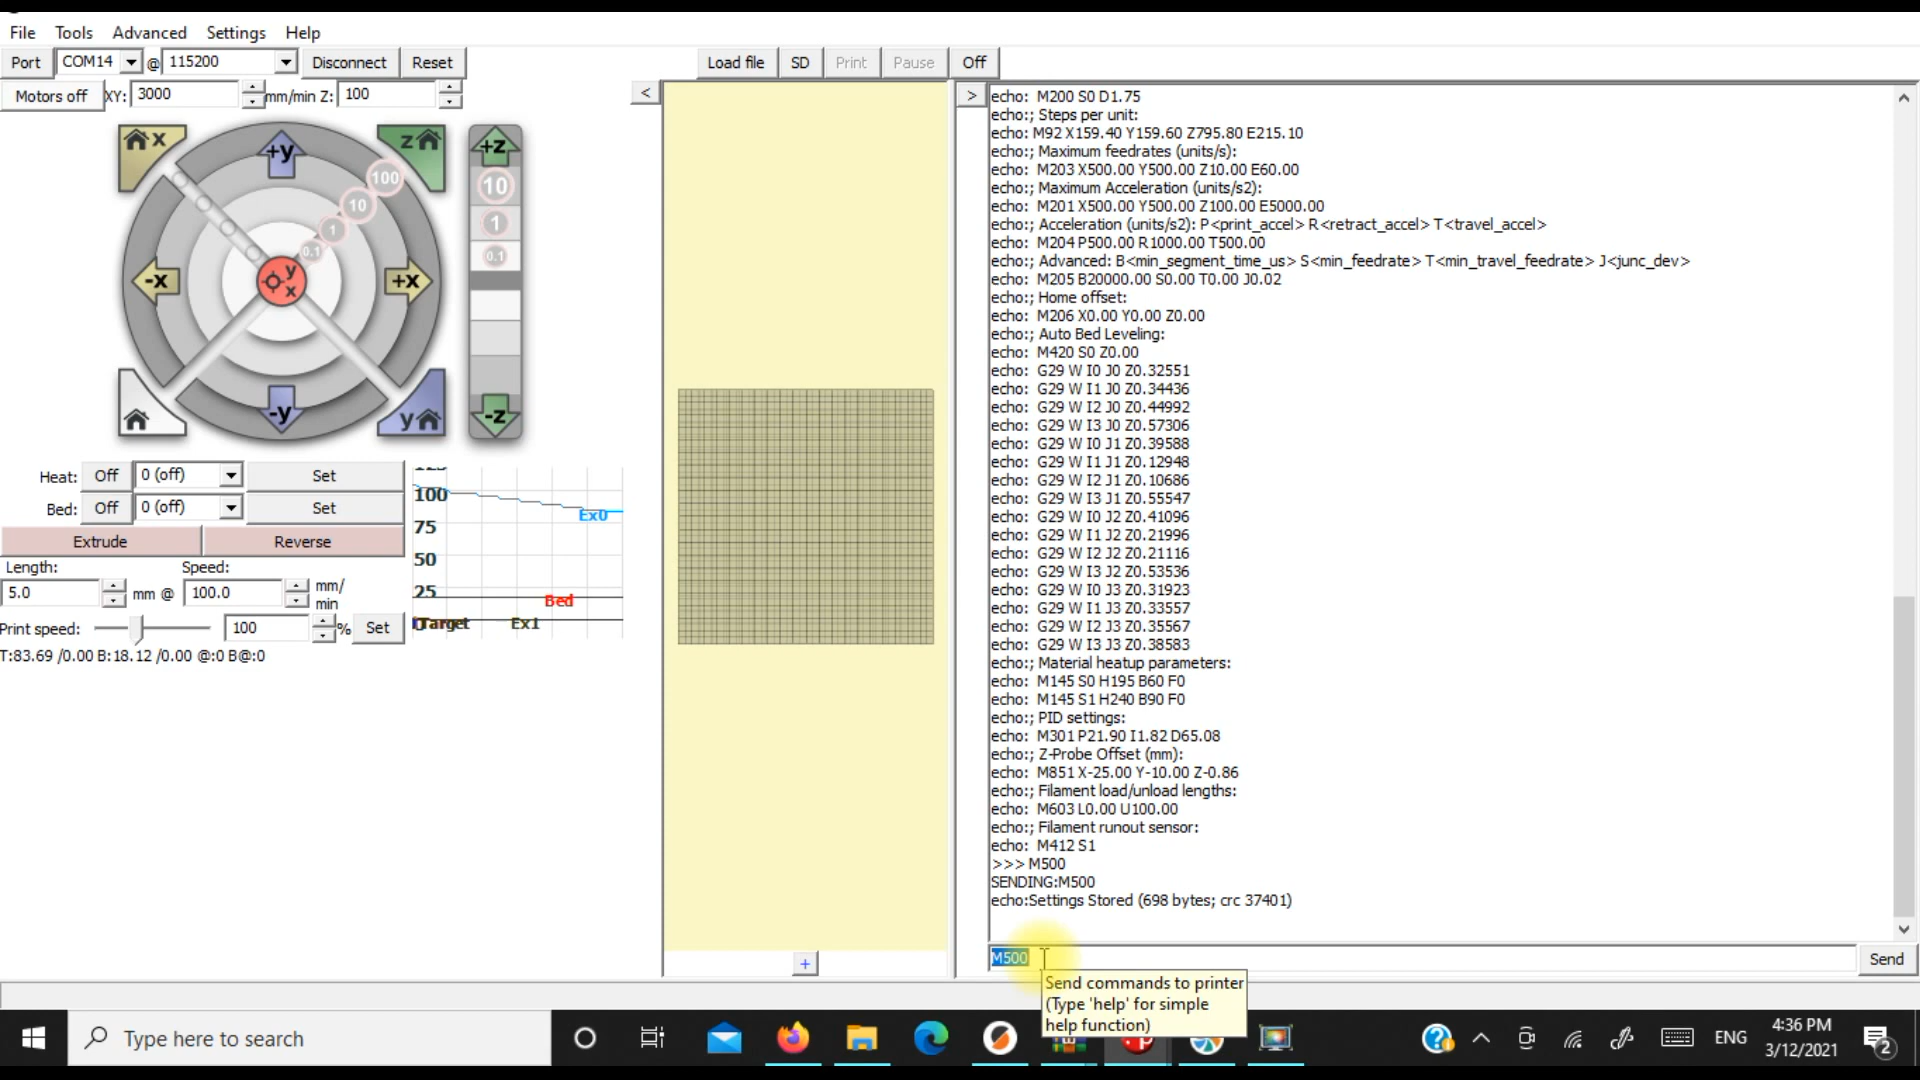 File Tools Advanced Settings Help
Port COM14 @ 115200 Disconnect Reset Load file SD Print Pause Off
Motors off XY: 3000 mm/min Z: 100 < >
x +y z 100 10 1 0.1 -x y x +x -y y
+z 10 1 0.1 -z
Heat: Off 0 (off) Set
Bed: Off 0 (off) Set
Extrude Reverse
Length: Speed:
5.0 mm @ 100.0 mm/
min
Print speed: 100 % Set
T:83.69 /0.00 B:18.12 /0.00 @:0 B@:0
100
Ex0
75
50
25
Bed
Target Ex1
+
echo: M200 S0 D1.75
echo:; Steps per unit:
echo: M92 X159.40 Y159.60 Z795.80 E215.10
echo:; Maximum feedrates (units/s):
echo: M203 X500.00 Y500.00 Z10.00 E60.00
echo:; Maximum Acceleration (units/s2):
echo: M201 X500.00 Y500.00 Z100.00 E5000.00
echo:; Acceleration (units/s2): P<print_accel> R<retract_accel> T<travel_accel>
echo: M204 P500.00 R1000.00 T500.00
echo:; Advanced: B<min_segment_time_us> S<min_feedrate> T<min_travel_feedrate> J<junc_dev>
echo: M205 B20000.00 S0.00 T0.00 J0.02
echo:; Home offset:
echo: M206 X0.00 Y0.00 Z0.00
echo:; Auto Bed Leveling:
echo: M420 S0 Z0.00
echo: G29 W I0 J0 Z0.32551
echo: G29 W I1 J0 Z0.34436
echo: G29 W I2 J0 Z0.44992
echo: G29 W I3 J0 Z0.57306
echo: G29 W I0 J1 Z0.39588
echo: G29 W I1 J1 Z0.12948
echo: G29 W I2 J1 Z0.10686
echo: G29 W I3 J1 Z0.55547
echo: G29 W I0 J2 Z0.41096
echo: G29 W I1 J2 Z0.21996
echo: G29 W I2 J2 Z0.21116
echo: G29 W I3 J2 Z0.53536
echo: G29 W I0 J3 Z0.31923
echo: G29 W I1 J3 Z0.33557
echo: G29 W I2 J3 Z0.35567
echo: G29 W I3 J3 Z0.38583
echo:; Material heatup parameters:
echo: M145 S0 H195 B60 F0
echo: M145 S1 H240 B90 F0
echo:; PID settings:
echo: M301 P21.90 I1.82 D65.08
echo:; Z-Probe Offset (mm):
echo: M851 X-25.00 Y-10.00 Z-0.86
echo:; Filament load/unload lengths:
echo: M603 L0.00 U100.00
echo:; Filament runout sensor:
echo: M412 S1
>>> M500
SENDING:M500
echo:Settings Stored (698 bytes; crc 37401)
M500 Send
Send commands to printer
(Type 'help' for simple
help function)
Type here to search ENG 4:36 PM
3/12/2021 2